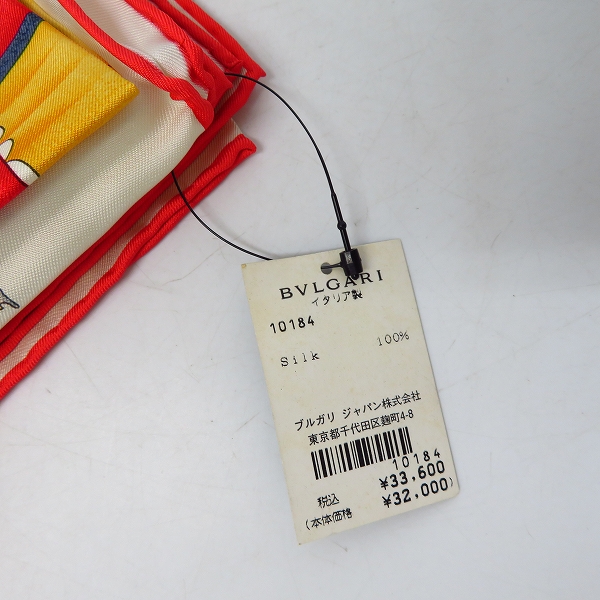 BVLGARI
イタリア製
10184
Silk 100%
ブルガリ ジャパン株式会社
東京都千代田区麹町4-8
10184
税込 ¥33,600
(本体価格 ¥32,000)